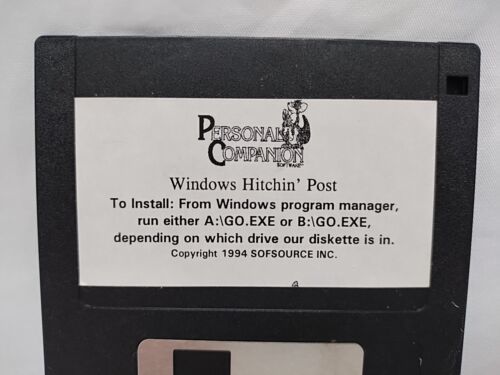 PERSONAL
COMPANION
SOFTWARE
Windows Hitchin' Post
To Install: From Windows program manager,
run either A:\GO.EXE or B:\GO.EXE,
depending on which drive our diskette is in.
Copyright 1994 SOFSOURCE INC.